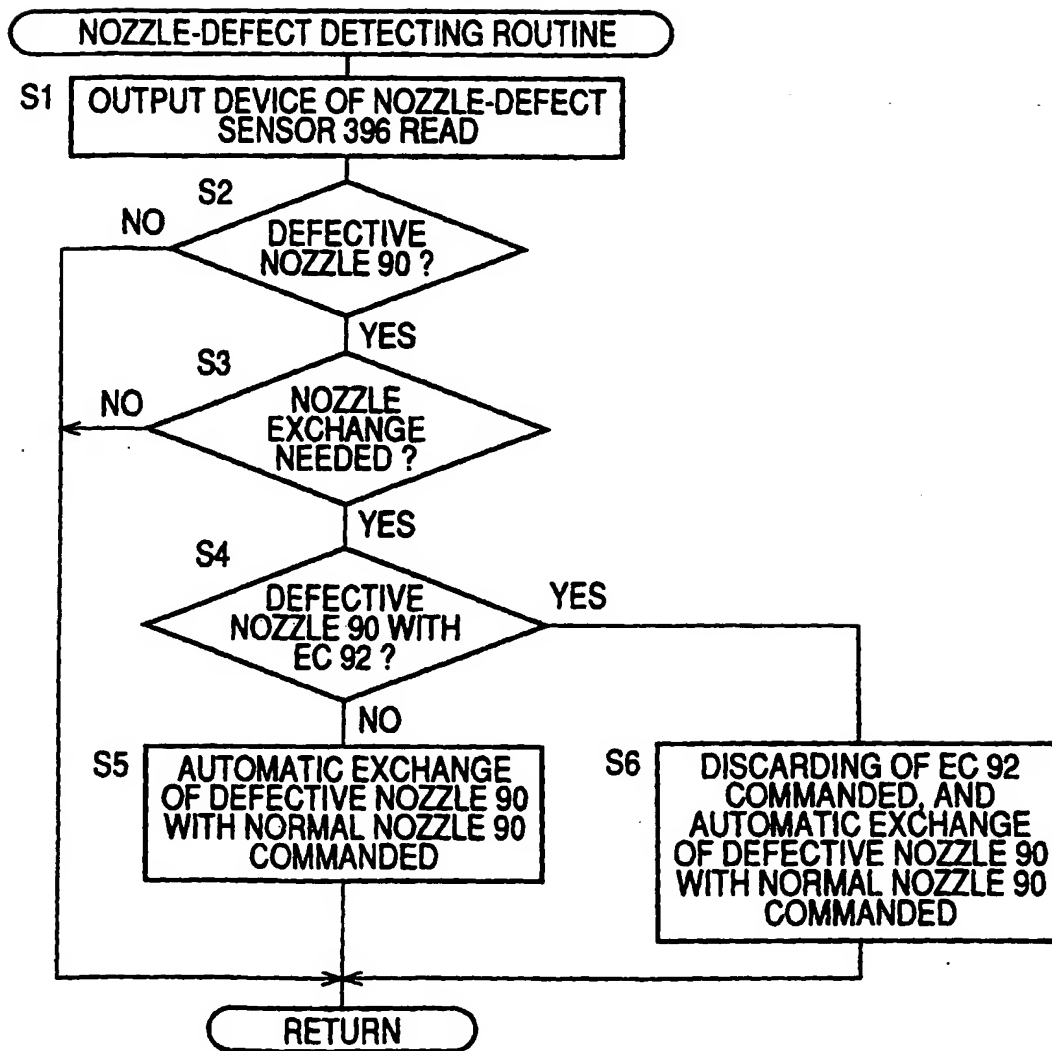 NOZZLE-DEFECT DETECTING ROUTINE
S1
OUTPUT DEVICE OF NOZZLE-DEFECT
SENSOR 396 READ
S2
NO
DEFECTIVE
NOZZLE 90 ?
YES
S3
NO
NOZZLE
EXCHANGE
NEEDED ?
YES
S4
DEFECTIVE
NOZZLE 90 WITH
EC 92 ?
YES
NO
S5
AUTOMATIC EXCHANGE
OF DEFECTIVE NOZZLE 90
WITH NORMAL NOZZLE 90
COMMANDED
S6
DISCARDING OF EC 92
COMMANDED, AND
AUTOMATIC EXCHANGE
OF DEFECTIVE NOZZLE 90
WITH NORMAL NOZZLE 90
COMMANDED
RETURN